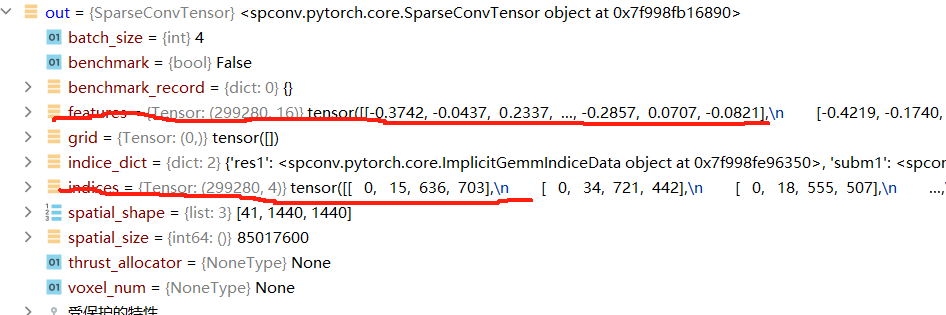 out = {SparseConvTensor} <spconv.pytorch.core.SparseConvTensor object at 0x7f998fb16890>
01 batch_size = {int} 4
01 benchmark = {bool} False
benchmark_record = {dict: 0} {}
features = {Tensor: (299280, 16)} tensor([[-0.3742, -0.0437, 0.2337, ..., -0.2857, 0.0707, -0.0821],\n [-0.4219, -0.1740,
grid = {Tensor: (0,)} tensor([])
indice_dict = {dict: 2} {'res1': <spconv.pytorch.core.ImplicitGemmIndiceData object at 0x7f998fe96350>, 'subm1': <spcon
indices = {Tensor: (299280, 4)} tensor([[ 0, 15, 636, 703],\n [ 0, 34, 721, 442],\n [ 0, 18, 555, 507],\n ...,\
spatial_shape = {list: 3} [41, 1440, 1440]
spatial_size = {int64: ()} 85017600
01 thrust_allocator = {NoneType} None
01 voxel_num = {NoneType} None
受保护的特性